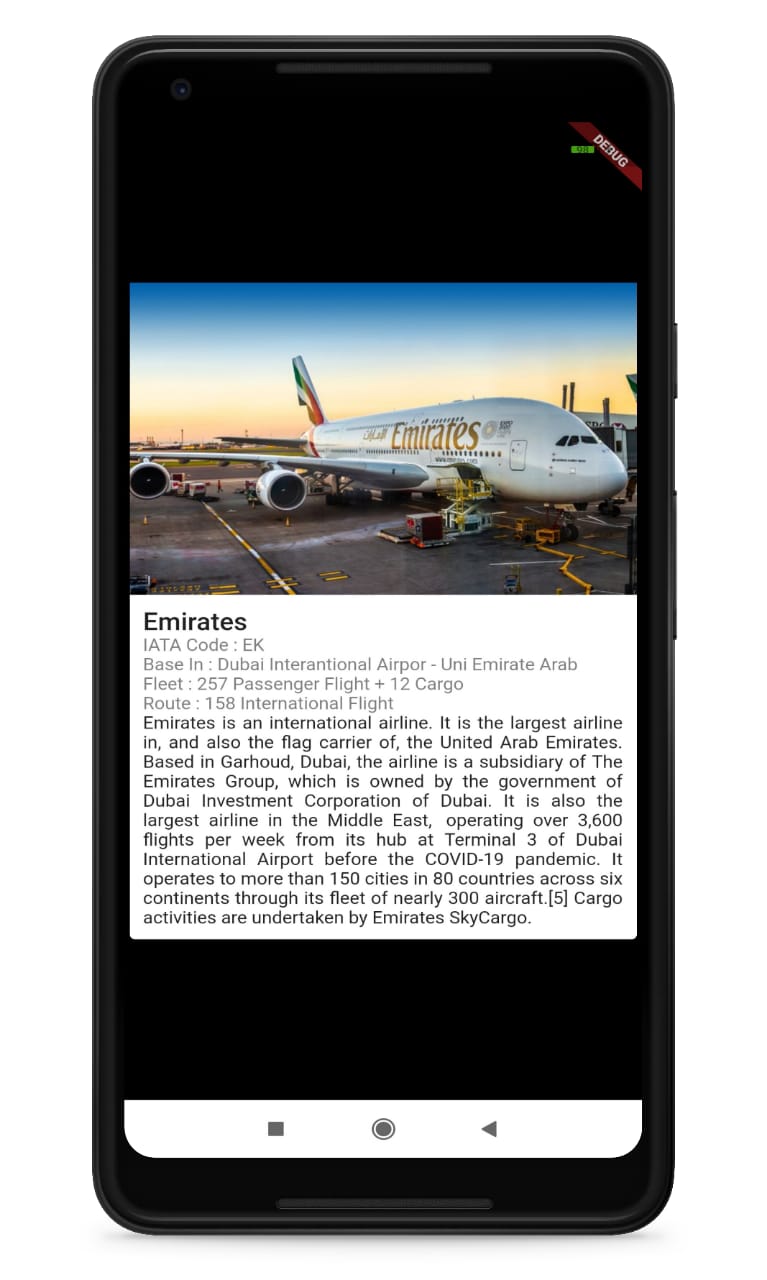 98
DEBUG
الإمارات Emirates
Emirates
IATA Code : EK
Base In : Dubai Interantional Airpor - Uni Emirate Arab
Fleet : 257 Passenger Flight + 12 Cargo
Route : 158 International Flight
Emirates is an international airline. It is the largest airline
in, and also the flag carrier of, the United Arab Emirates.
Based in Garhoud, Dubai, the airline is a subsidiary of The
Emirates Group, which is owned by the government of
Dubai Investment Corporation of Dubai. It is also the
largest airline in the Middle East, operating over 3,600
flights per week from its hub at Terminal 3 of Dubai
International Airport before the COVID-19 pandemic. It
operates to more than 150 cities in 80 countries across six
continents through its fleet of nearly 300 aircraft.[5] Cargo
activities are undertaken by Emirates SkyCargo.